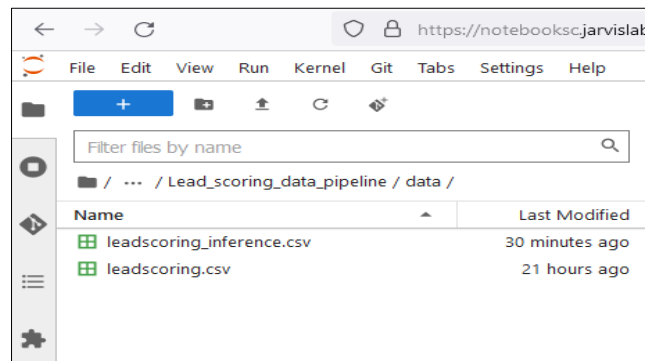 https://notebooksc.jarvislab
File Edit View Run Kernel Git Tabs Settings Help
Filter files by name
/ ... / Lead_scoring_data_pipeline / data /
Name Last Modified
leadscoring_inference.csv 30 minutes ago
leadscoring.csv 21 hours ago